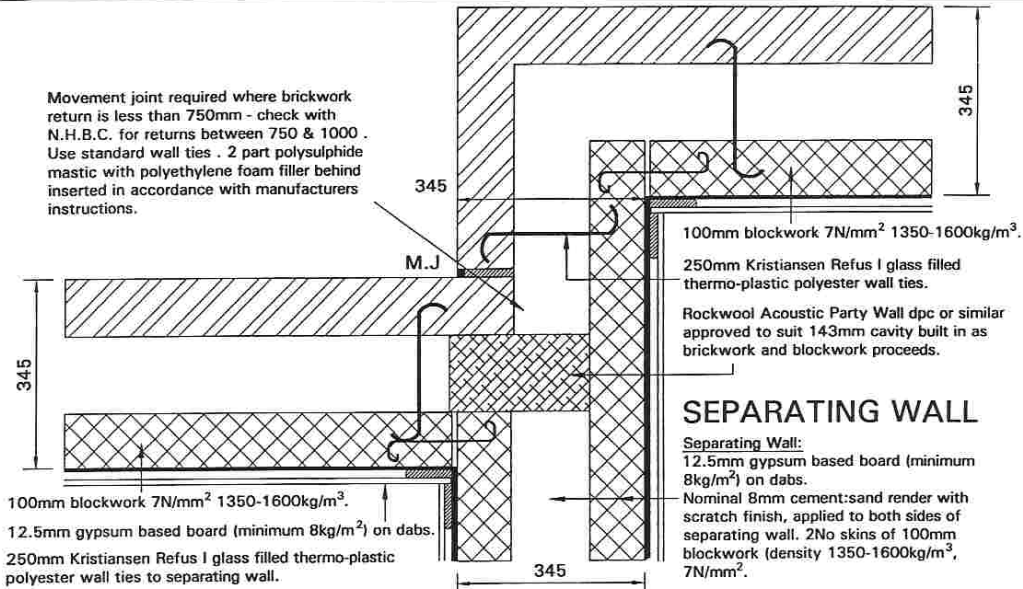 Movement joint required where brickwork
return is less than 750mm - check with
N.H.B.C. for returns between 750 & 1000 .
Use standard wall ties . 2 part polysulphide
mastic with polyethylene foam filler behind
inserted in accordance with manufacturers
instructions.
345
345
M.J
345
100mm blockwork 7N/mm² 1350-1600kg/m³.
250mm Kristiansen Refus I glass filled
thermo-plastic polyester wall ties.
Rockwool Acoustic Party Wall dpc or similar
approved to suit 143mm cavity built in as
brickwork and blockwork proceeds.
SEPARATING WALL
Separating Wall:
12.5mm gypsum based board (minimum
8kg/m²) on dabs.
Nominal 8mm cement:sand render with
scratch finish, applied to both sides of
separating wall. 2No skins of 100mm
blockwork (density 1350-1600kg/m³,
7N/mm².
100mm blockwork 7N/mm² 1350-1600kg/m³.
12.5mm gypsum based board (minimum 8kg/m²) on dabs.
250mm Kristiansen Refus I glass filled thermo-plastic
polyester wall ties to separating wall.
345